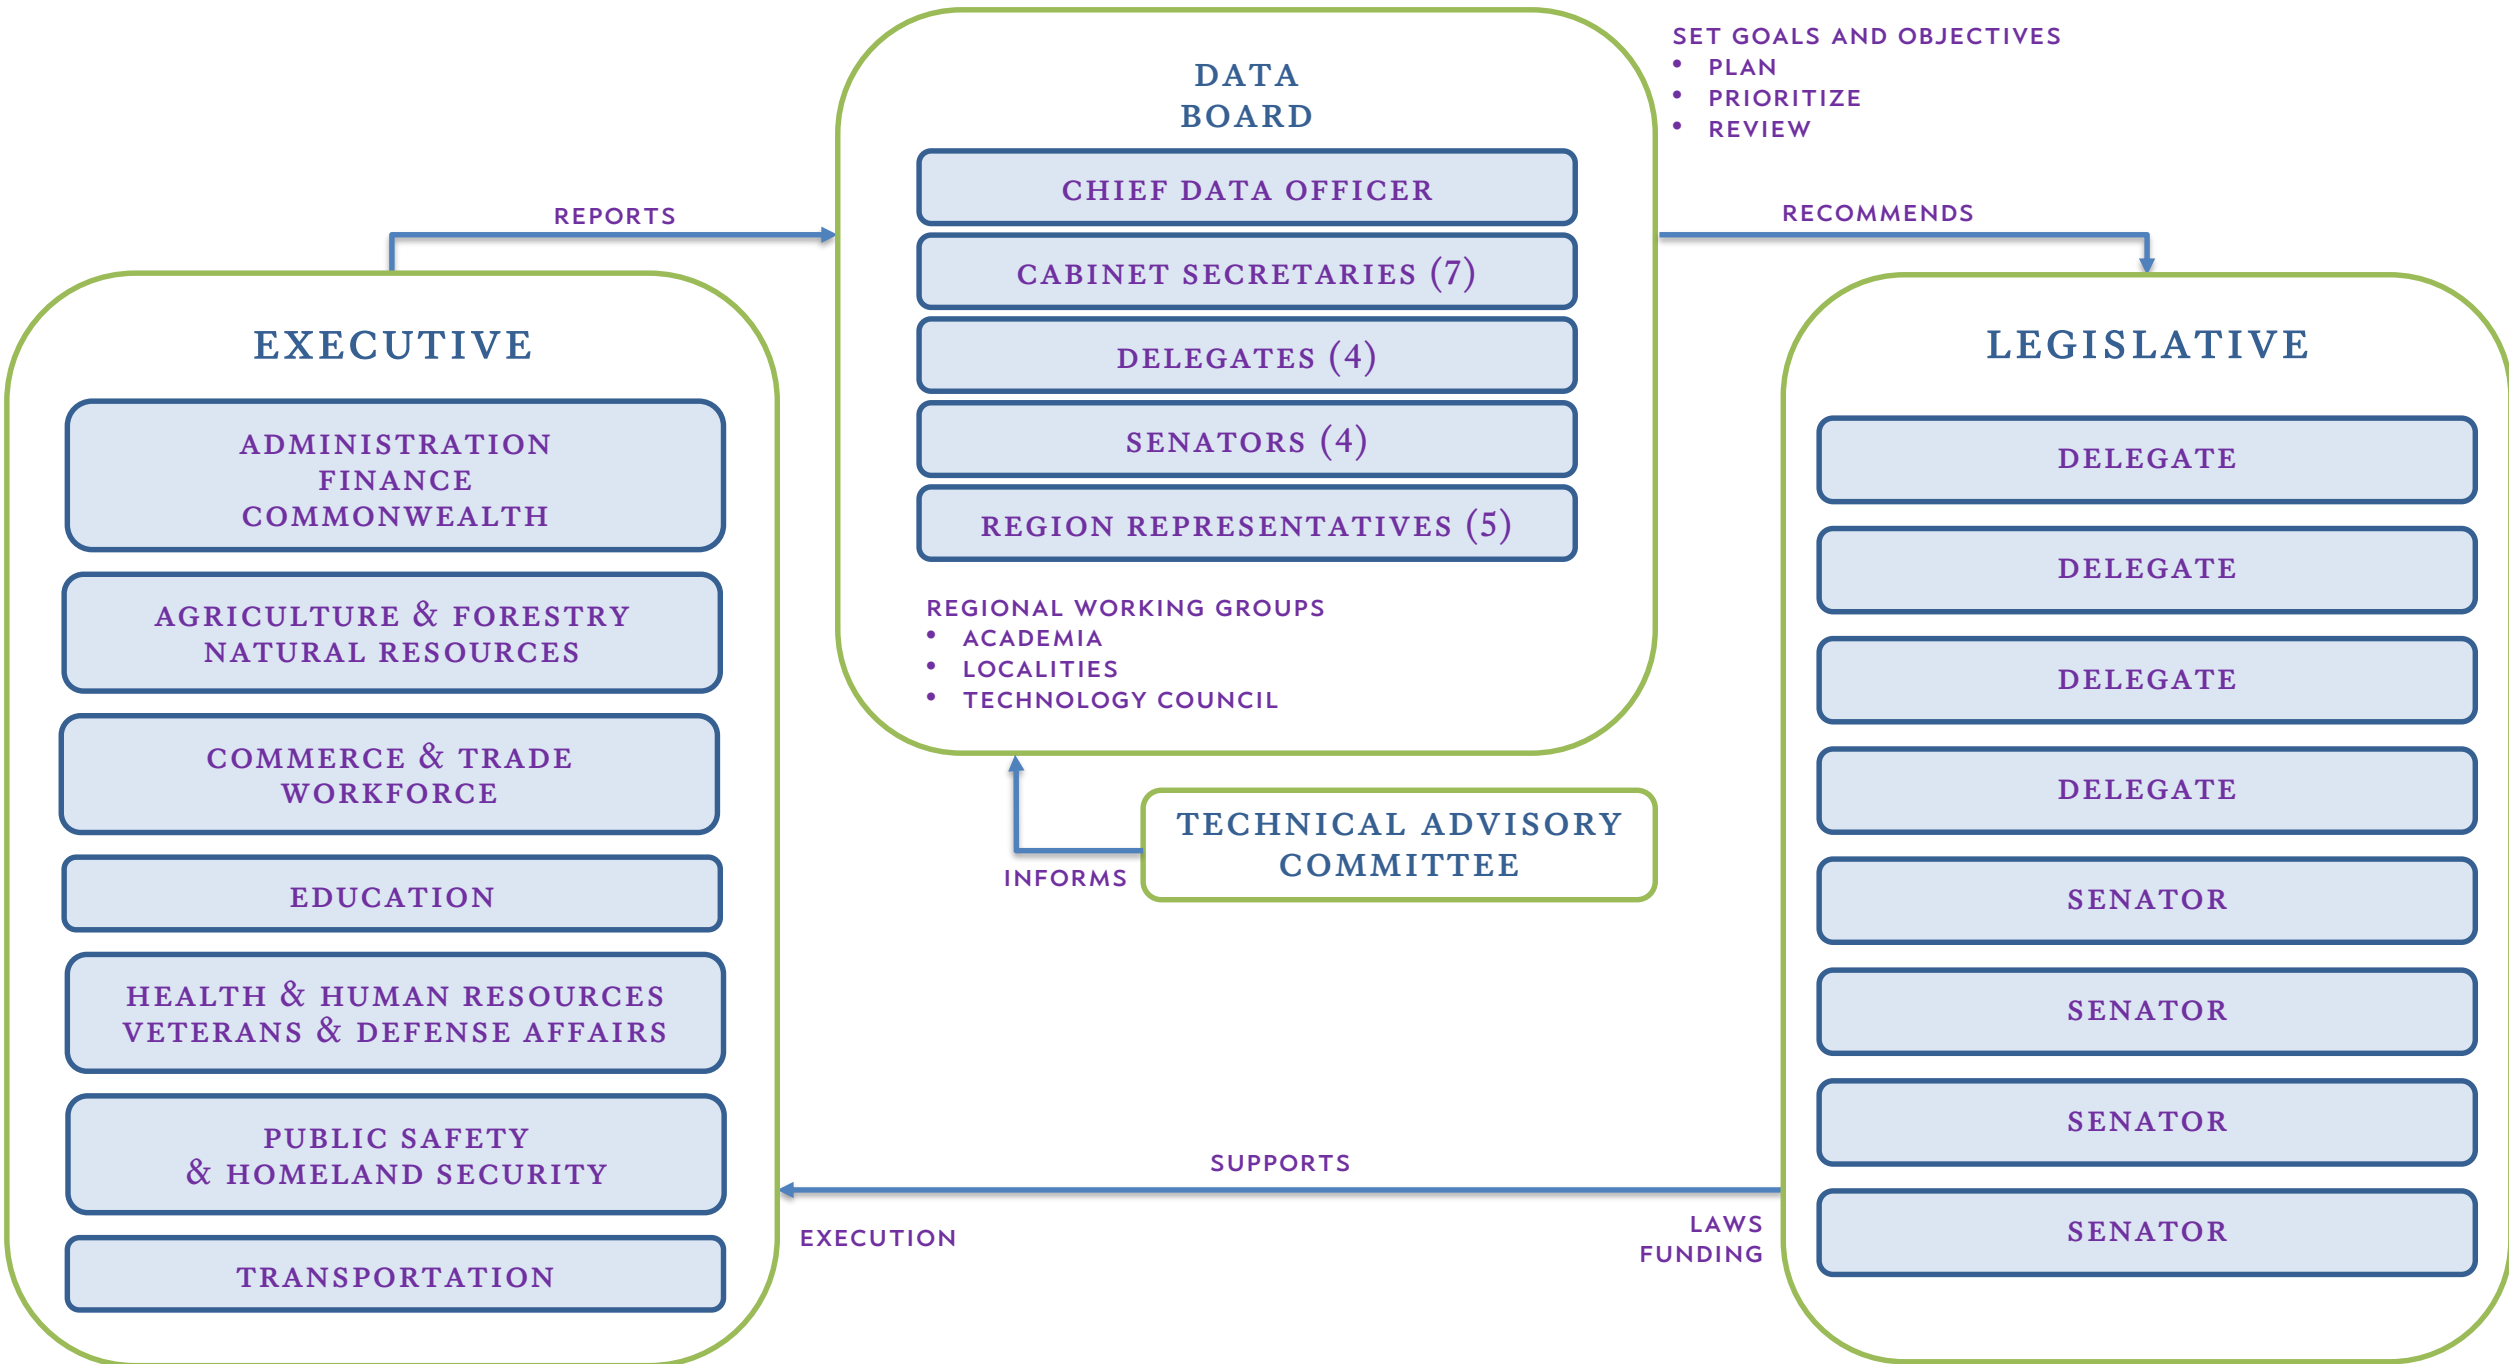 DATA
BOARD
CHIEF DATA OFFICER
CABINET SECRETARIES (7)
DELEGATES (4)
SENATORS (4)
REGION REPRESENTATIVES (5)
REGIONAL WORKING GROUPS
• ACADEMIA
• LOCALITIES
• TECHNOLOGY COUNCIL
SET GOALS AND OBJECTIVES
• PLAN
• PRIORITIZE
• REVIEW
REPORTS
RECOMMENDS
EXECUTIVE
ADMINISTRATION
FINANCE
COMMONWEALTH
AGRICULTURE & FORESTRY
NATURAL RESOURCES
COMMERCE & TRADE
WORKFORCE
EDUCATION
HEALTH & HUMAN RESOURCES
VETERANS & DEFENSE AFFAIRS
PUBLIC SAFETY
& HOMELAND SECURITY
TRANSPORTATION
TECHNICAL ADVISORY
COMMITTEE
INFORMS
LEGISLATIVE
DELEGATE
DELEGATE
DELEGATE
DELEGATE
SENATOR
SENATOR
SENATOR
SENATOR
SUPPORTS
EXECUTION
LAWS
FUNDING